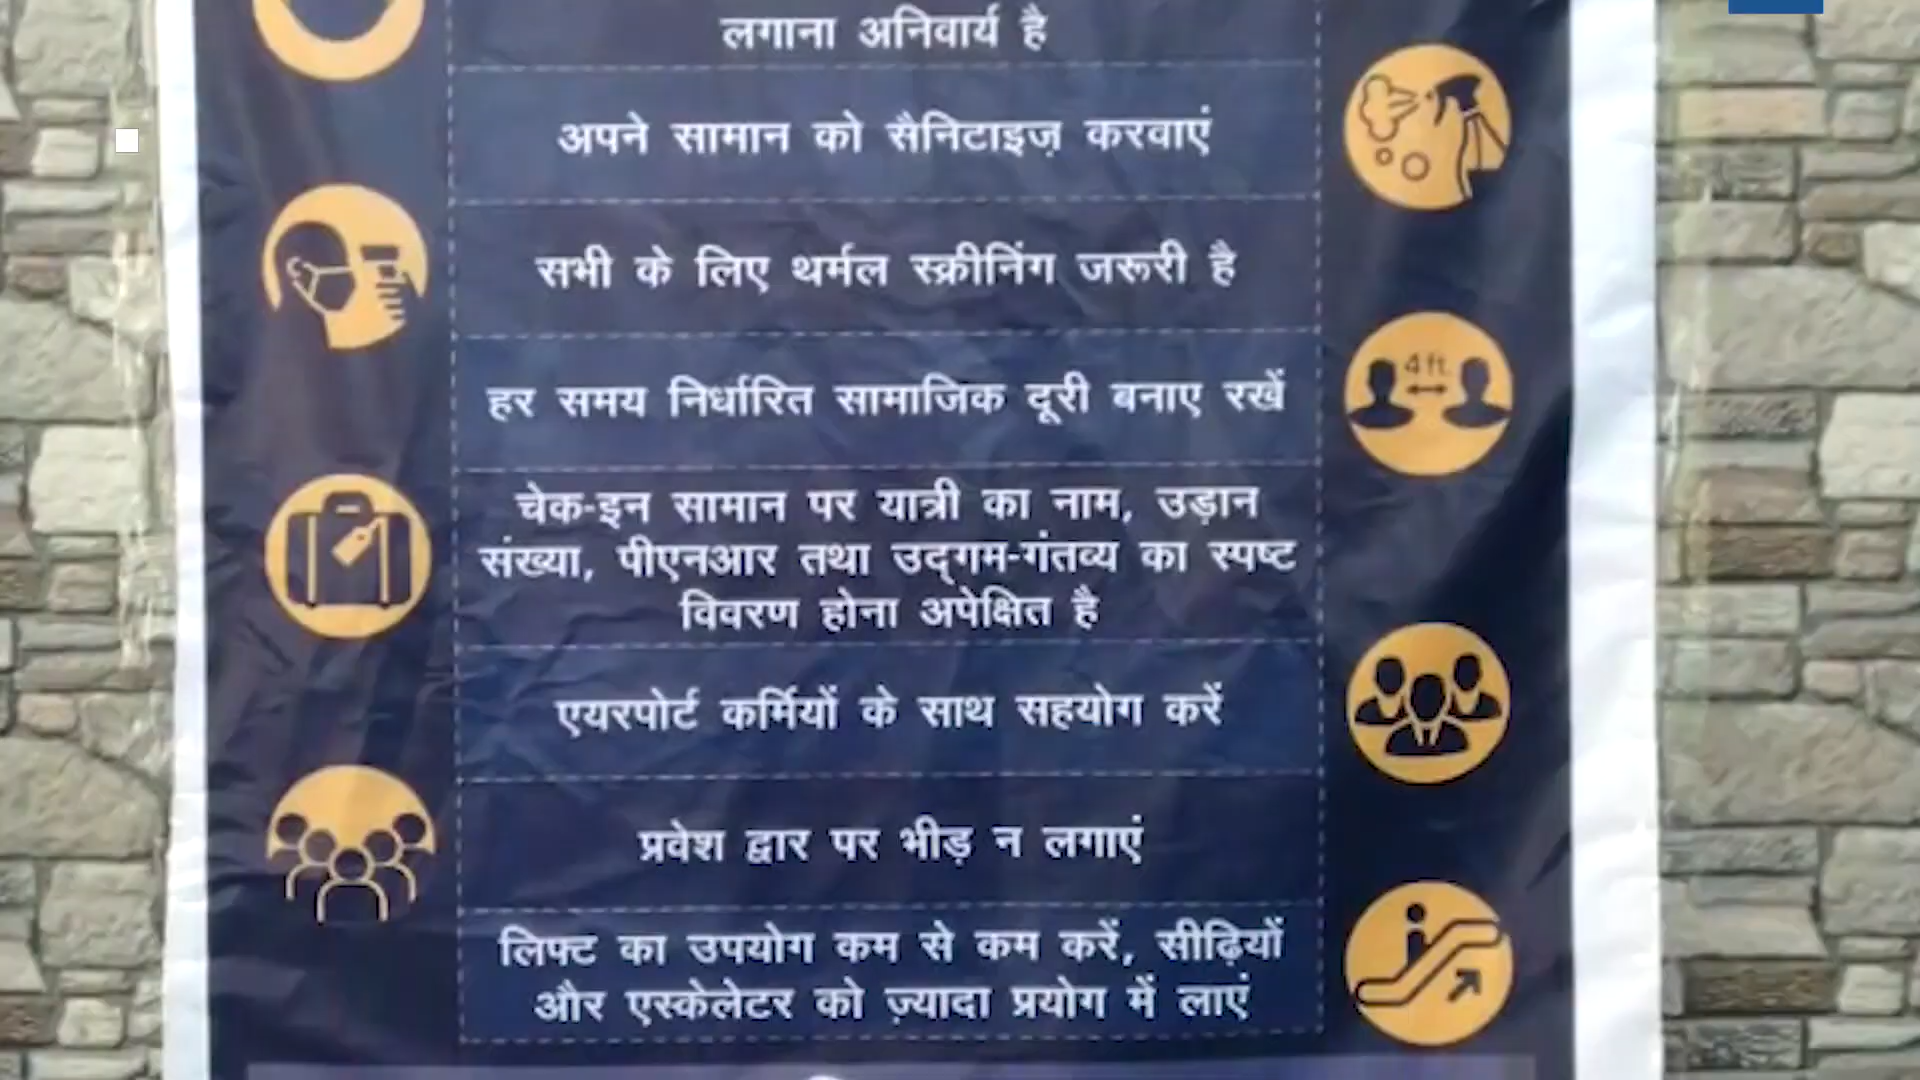 लगाना अनिवार्य है
अपने सामान को सैनिटाइज़ करवाएं
सभी के लिए थर्मल स्क्रीनिंग जरूरी है
हर समय निर्धारित सामाजिक दूरी बनाए रखें
4 ft.
चेक-इन सामान पर यात्री का नाम, उड़ान
संख्या, पीएनआर तथा उद्गम-गंतव्य का स्पष्ट
विवरण होना अपेक्षित है
एयरपोर्ट कर्मियों के साथ सहयोग करें
प्रवेश द्वार पर भीड़ न लगाएं
लिफ्ट का उपयोग कम से कम करें, सीढ़ियों
और एस्केलेटर को ज़्यादा प्रयोग में लाएं